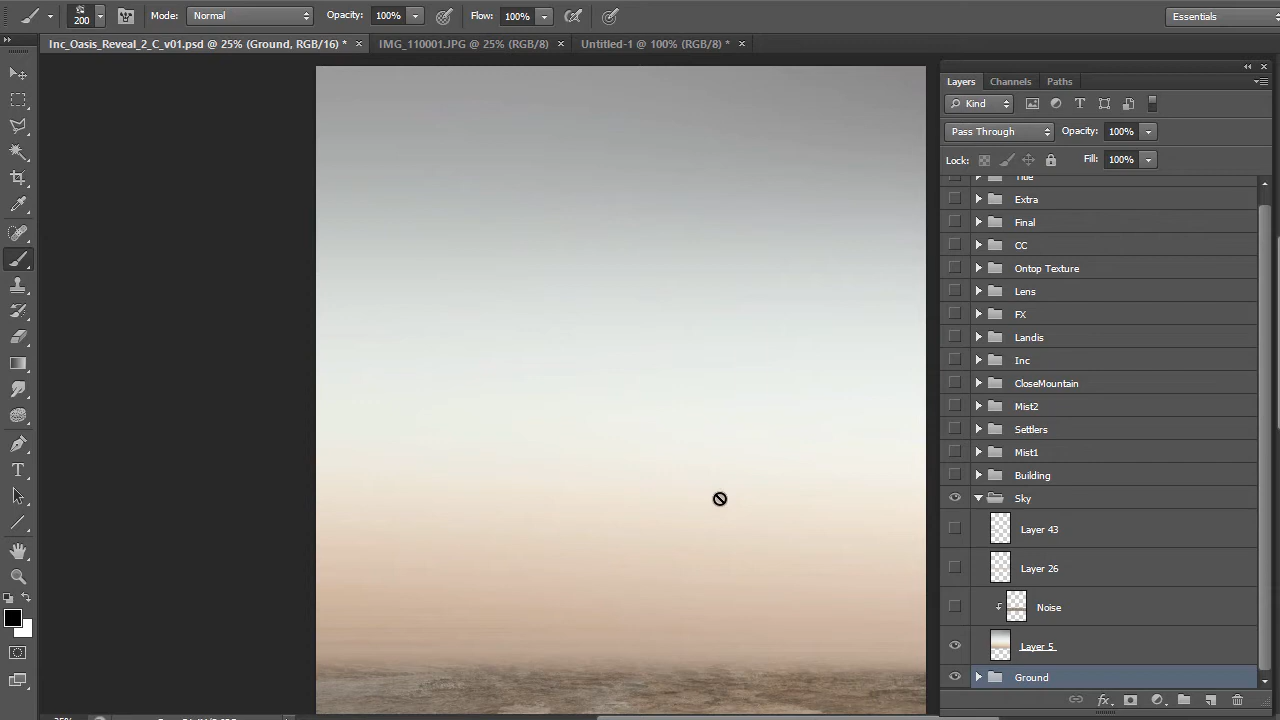 200 Mode: Normal Opacity: 100% Flow: 100% Essentials
Inc_Oasis_Reveal_2_C_v01.psd @ 25% (Ground, RGB/16) * × IMG_110001.JPG @ 25% (RGB/8) × Untitled-1 @ 100% (RGB/8) * ×
Layers Channels Paths
Kind
Pass Through Opacity: 100%
Lock: Fill: 100%
Title
Extra
Final
CC
Ontop Texture
Lens
FX
Landis
Inc
CloseMountain
Mist2
Settlers
Mist1
Building
Sky
Layer 43
Layer 26
Noise
Layer 5
Ground